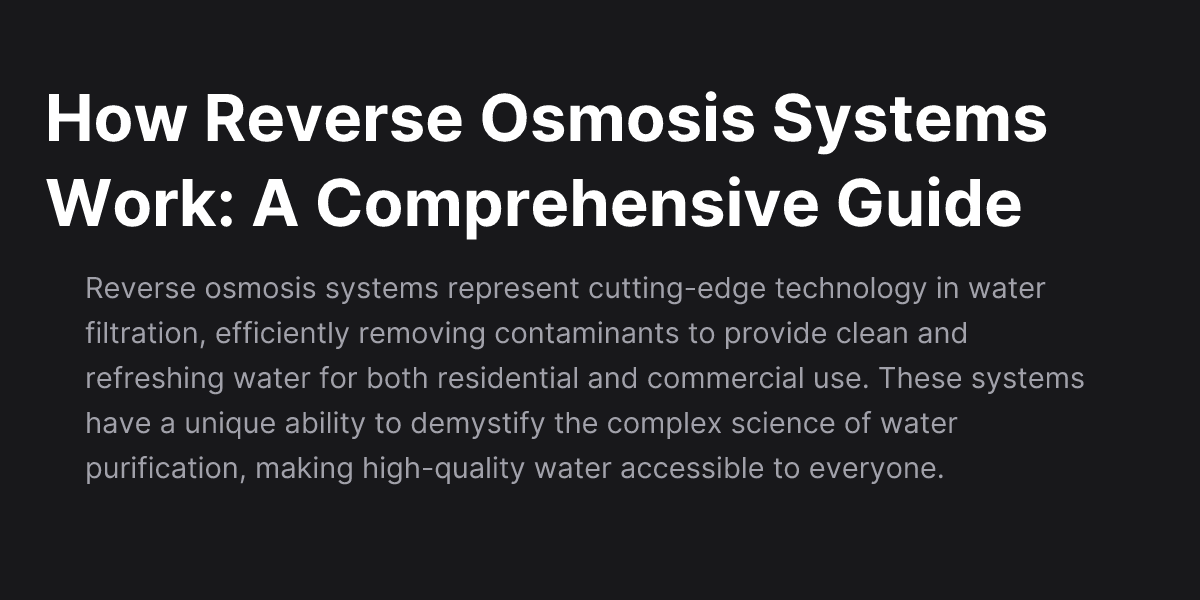 How Reverse Osmosis Systems
Work: A Comprehensive Guide
Reverse osmosis systems represent cutting-edge technology in water
filtration, efficiently removing contaminants to provide clean and
refreshing water for both residential and commercial use. These systems
have a unique ability to demystify the complex science of water
purification, making high-quality water accessible to everyone.